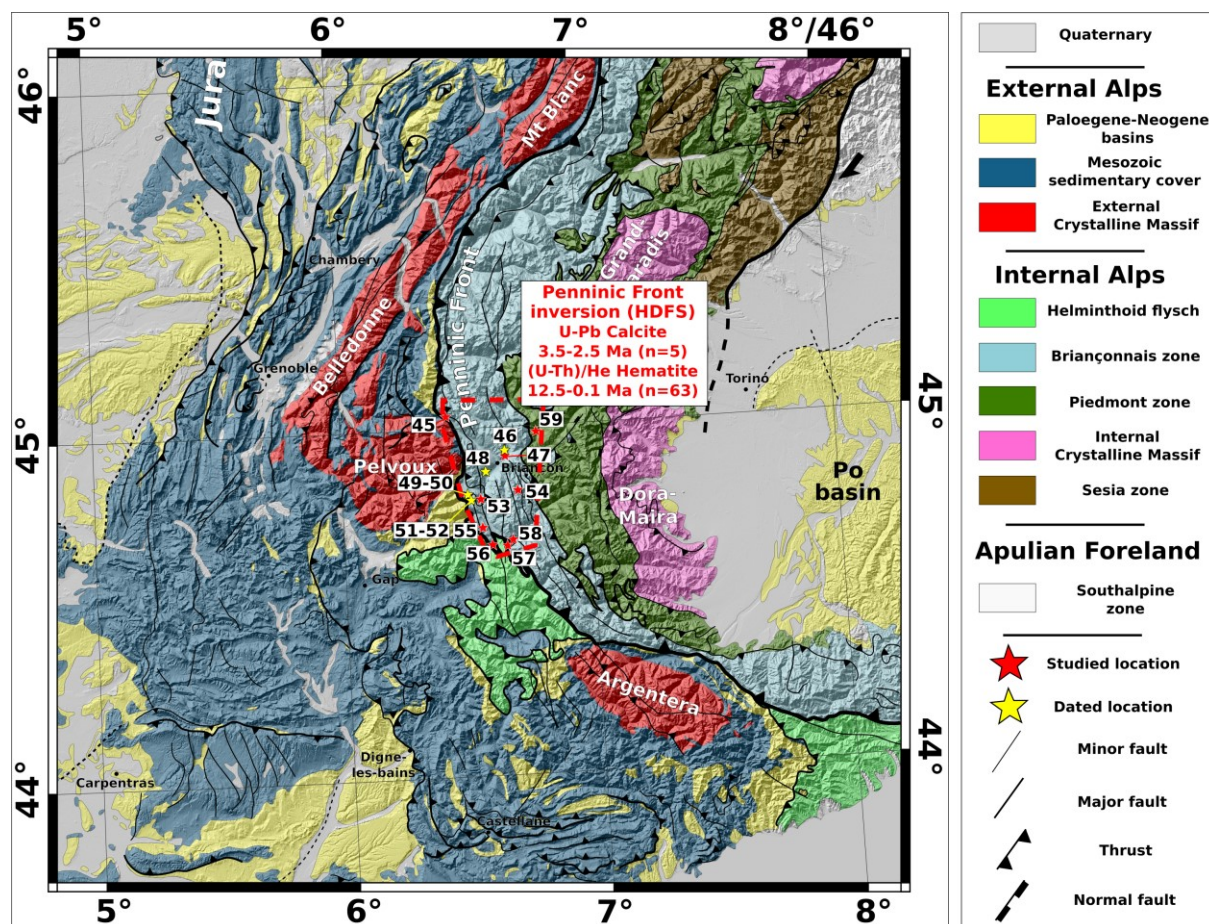 5°
6°
7°
8°/46°
46°
45°
44°
45°
44°
5°
6°
7°
8°
Jura
Mt Blanc
Chambery
Belledonne
Grenoble
Penninic Front
Grand-
Paradis
Penninic Front
inversion (HDFS)
U-Pb Calcite
3.5-2.5 Ma (n=5)
(U-Th)/He Hematite
12.5-0.1 Ma (n=63)
Torino
45
46
59
48
47
Briançon
Pelvoux
49-50
54
53
51-52
55
58
56
57
Dora-
Maira
Po
basin
Gap
Argentera
Digne-
les-bains
Carpentras
Castellane
Quaternary
External Alps
Paloegene-Neogene
basins
Mesozoic
sedimentary cover
External
Crystalline Massif
Internal Alps
Helminthoid flysch
Briançonnais zone
Piedmont zone
Internal
Crystalline Massif
Sesia zone
Apulian Foreland
Southalpine
zone
Studied location
Dated location
Minor fault
Major fault
Thrust
Normal fault